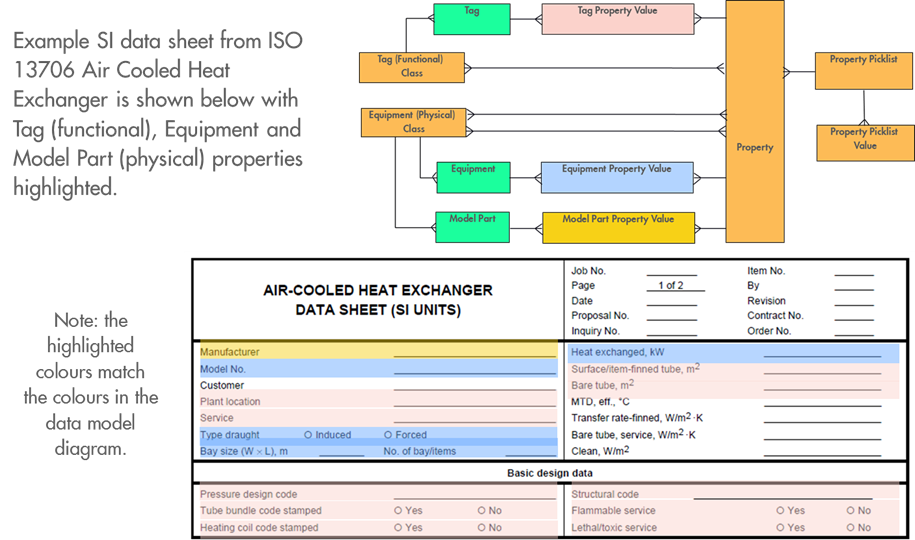 Example SI data sheet from ISO
13706 Air Cooled Heat
Exchanger is shown below with
Tag (functional), Equipment and
Model Part (physical) properties
highlighted.
Tag
Tag Property Value
Tag (Functional)
Class
Equipment (Physical)
Class
Equipment
Equipment Property Value
Model Part
Model Part Property Value
Property
Property Picklist
Property Picklist
Value
Note: the
highlighted
colours match
the colours in the
data model
diagram.
AIR-COOLED HEAT EXCHANGER
DATA SHEET (SI UNITS)
Job No. Item No.
Page 1 of 2 By
Date Revision
Proposal No. Contract No.
Inquiry No. Order No.
Manufacturer Heat exchanged, kW
Model No. Surface/item-finned tube, m²
Customer Bare tube, m²
Plant location MTD, eff., °C
Service Transfer rate-finned, W/m²·K
Type draught O Induced O Forced Bare tube, service, W/m²·K
Bay size (W × L), m No. of bay/items Clean, W/m²
Basic design data
Pressure design code Structural code
Tube bundle code stamped O Yes O No Flammable service O Yes O No
Heating coil code stamped O Yes O No Lethal/toxic service O Yes O No